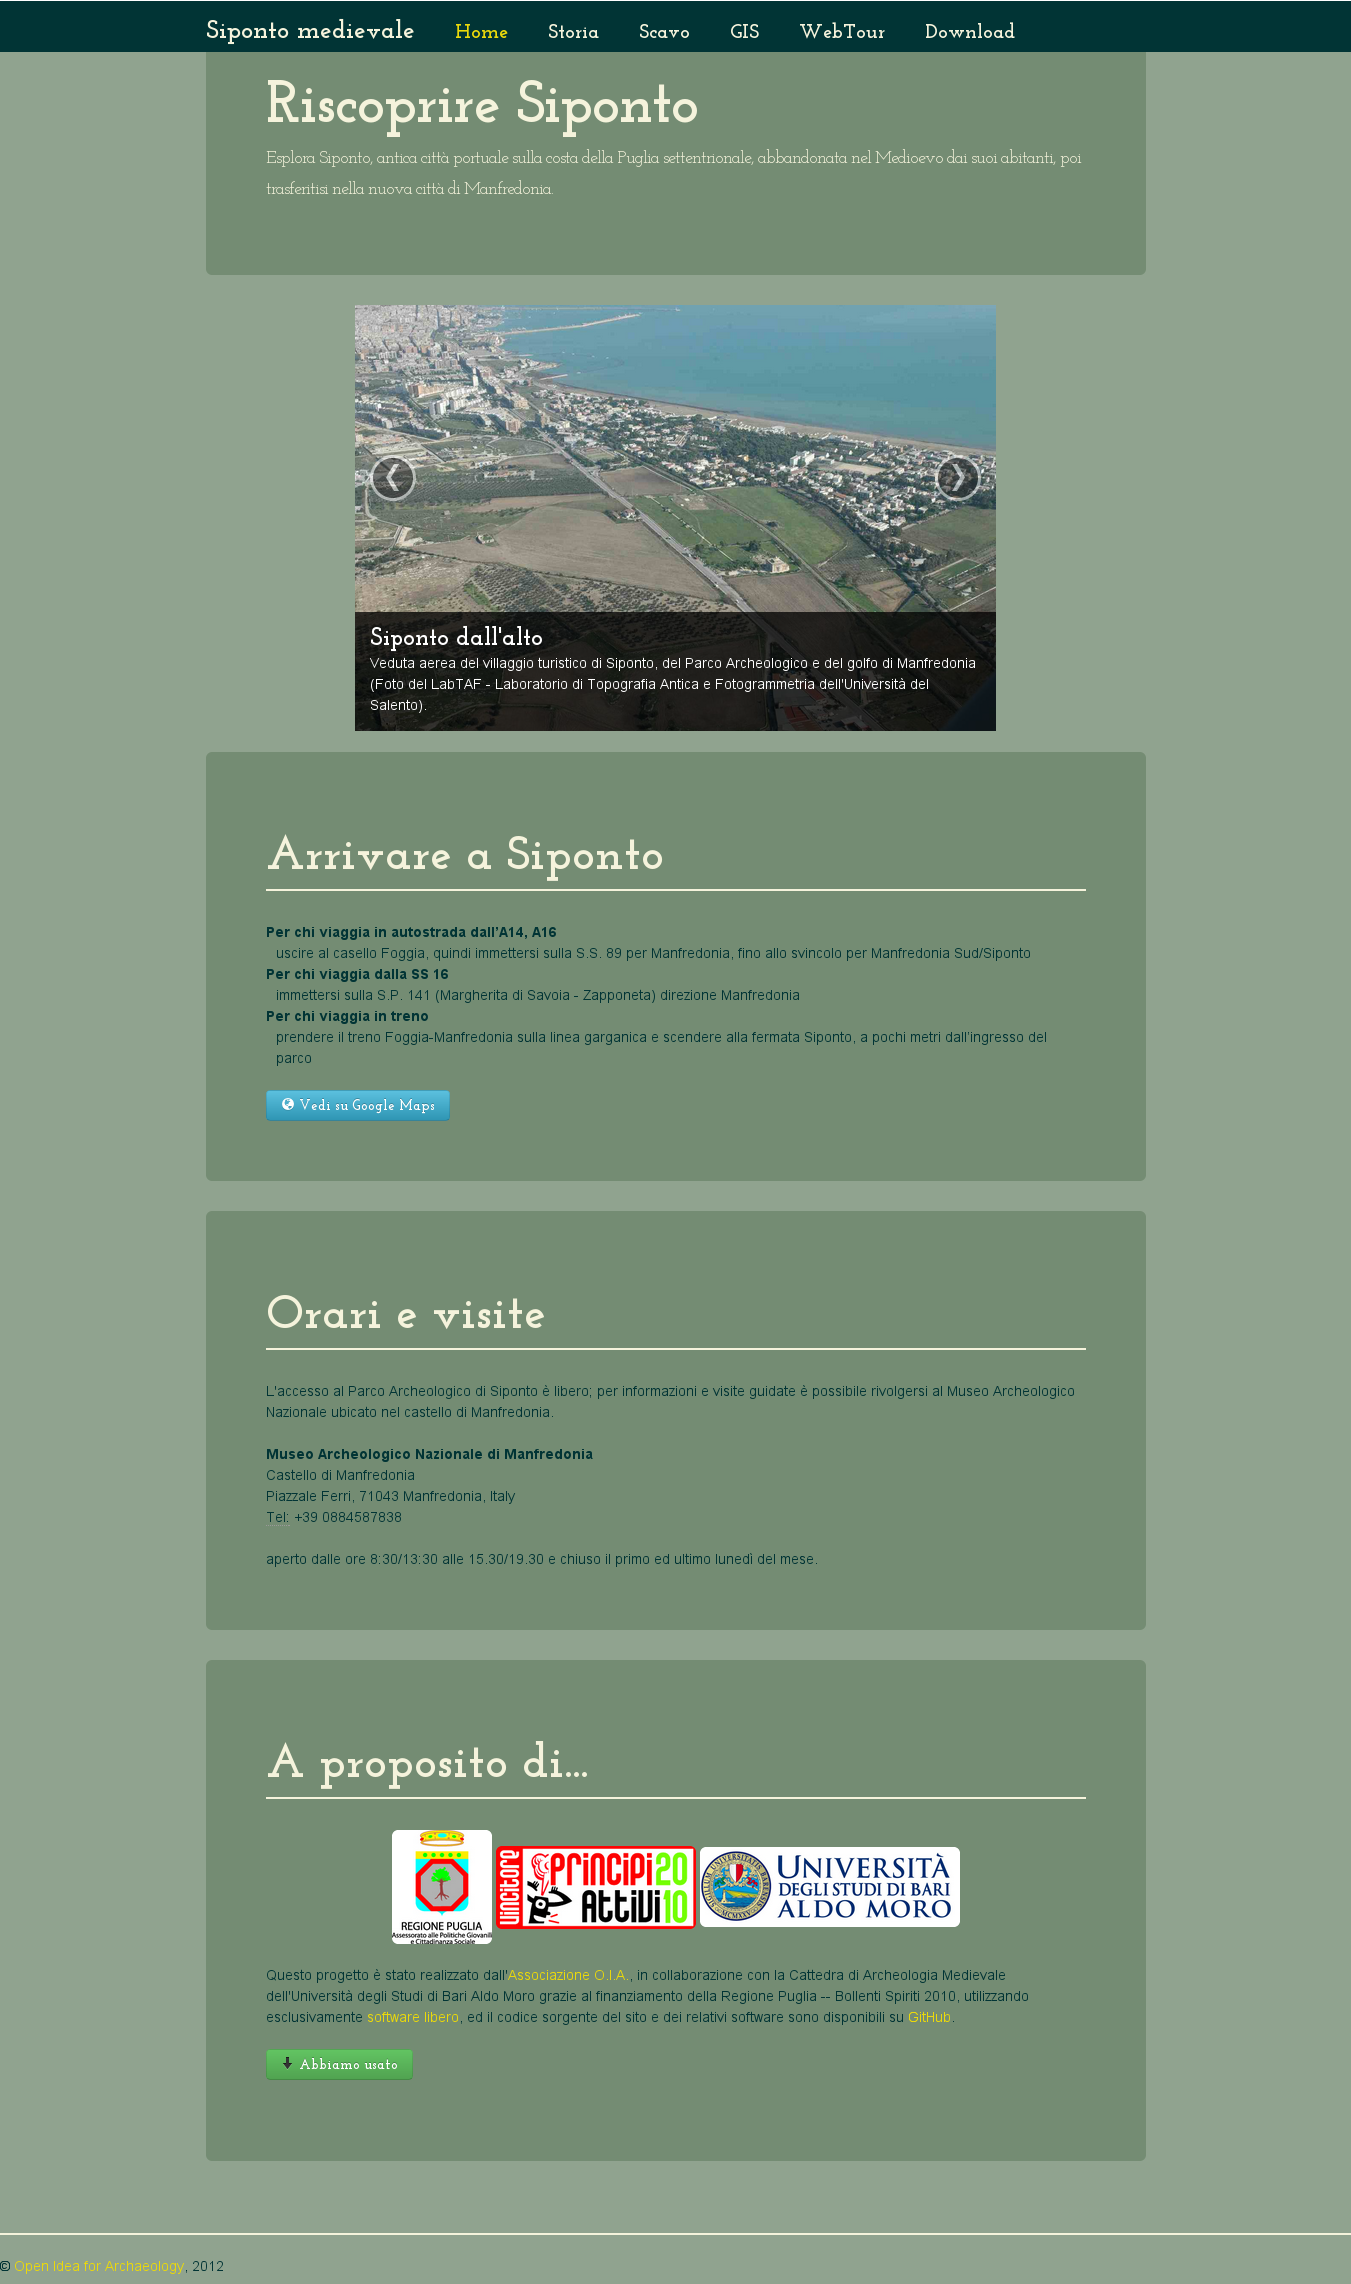 Siponto medievale Home Storia Scavo GIS WebTour Download
Riscoprire Siponto
Esplora Siponto, antica città portuale sulla costa della Puglia settentrionale, abbandonata nel Medioevo dai suoi abitanti, poi
trasferitisi nella nuova città di Manfredonia.
Siponto dall'alto
Veduta aerea del villaggio turistico di Siponto, del Parco Archeologico e del golfo di Manfredonia
(Foto del LabTAF - Laboratorio di Topografia Antica e Fotogrammetria dell'Università del
Salento).
Arrivare a Siponto
Per chi viaggia in autostrada dall'A14, A16
uscire al casello Foggia, quindi immettersi sulla S.S. 89 per Manfredonia, fino allo svincolo per Manfredonia Sud/Siponto
Per chi viaggia dalla SS 16
immettersi sulla S.P. 141 (Margherita di Savoia - Zapponeta) direzione Manfredonia
Per chi viaggia in treno
prendere il treno Foggia-Manfredonia sulla linea garganica e scendere alla fermata Siponto, a pochi metri dall'ingresso del
parco
Vedi su Google Maps
Orari e visite
L'accesso al Parco Archeologico di Siponto è libero; per informazioni e visite guidate è possibile rivolgersi al Museo Archeologico
Nazionale ubicato nel castello di Manfredonia.
Museo Archeologico Nazionale di Manfredonia
Castello di Manfredonia
Piazzale Ferri, 71043 Manfredonia, Italy
Tel: +39 0884587838
aperto dalle ore 8:30/13:30 alle 15.30/19.30 e chiuso il primo ed ultimo lunedì del mese.
A proposito di...
REGIONE PUGLIA
Assessorato alle Politiche Giovanili
e Cittadinanza Sociale
vincitore
principi 20
Attivi 10
UNIVERSITÀ
DEGLI STUDI DI BARI
ALDO MORO
Questo progetto è stato realizzato dall'Associazione O.I.A., in collaborazione con la Cattedra di Archeologia Medievale
dell'Università degli Studi di Bari Aldo Moro grazie al finanziamento della Regione Puglia -- Bollenti Spiriti 2010, utilizzando
esclusivamente software libero, ed il codice sorgente del sito e dei relativi software sono disponibili su GitHub.
Abbiamo usato
© Open Idea for Archaeology, 2012